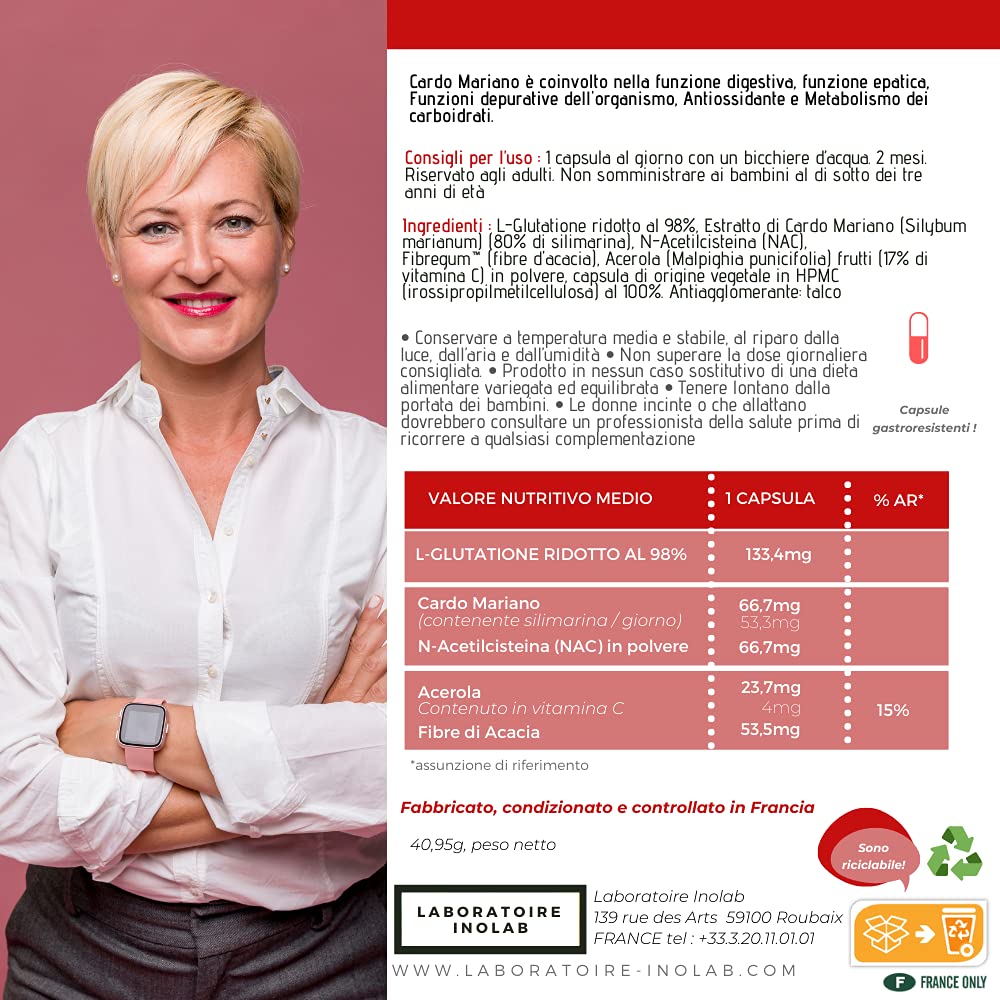 Cardo Mariano è coinvolto nella funzione digestiva, funzione epatica,
Funzioni depurative dell'organismo, Antiossidante e Metabolismo dei
carboidrati.
Consigli per l'uso : 1 capsula al giorno con un bicchiere d'acqua. 2 mesi.
Riservato agli adulti. Non somministrare ai bambini al di sotto dei tre
anni di età
Ingredienti : L-Glutatione ridotto al 98%, Estratto di Cardo Mariano (Silybum
marianum) (80% di silimarina), N-Acetilcisteina (NAC),
Fibregum™ (fibre d'acacia), Acerola (Malpighia punicifolia) frutti (17% di
vitamina C) in polvere, capsula di origine vegetale in HPMC
(irossipropilmetilcellulosa) al 100%. Antiagglomerante: talco
• Conservare a temperatura media e stabile, al riparo dalla
luce, dall'aria e dall'umidità • Non superare la dose giornaliera
consigliata. • Prodotto in nessun caso sostitutivo di una dieta
alimentare variegata ed equilibrata • Tenere lontano dalla
portata dei bambini. • Le donne incinte o che allattano
dovrebbero consultare un professionista della salute prima di
ricorrere a qualsiasi complementazione
Capsule
gastroresistenti !
VALORE NUTRITIVO MEDIO 1 CAPSULA % AR*
L-GLUTATIONE RIDOTTO AL 98% 133,4mg
Cardo Mariano 66,7mg
(contenente silimarina / giorno) 53,3mg
N-Acetilcisteina (NAC) in polvere 66,7mg
Acerola 23,7mg
Contenuto in vitamina C 4mg 15%
Fibre di Acacia 53,5mg
*assunzione di riferimento
Fabbricato, condizionato e controllato in Francia
40,95g, peso netto
Sono
riciclabile!
LABORATOIRE
INOLAB
Laboratoire Inolab
139 rue des Arts 59100 Roubaix
FRANCE tel : +33.3.20.11.01.01
WWW.LABORATOIRE-INOLAB.COM
F FRANCE ONLY